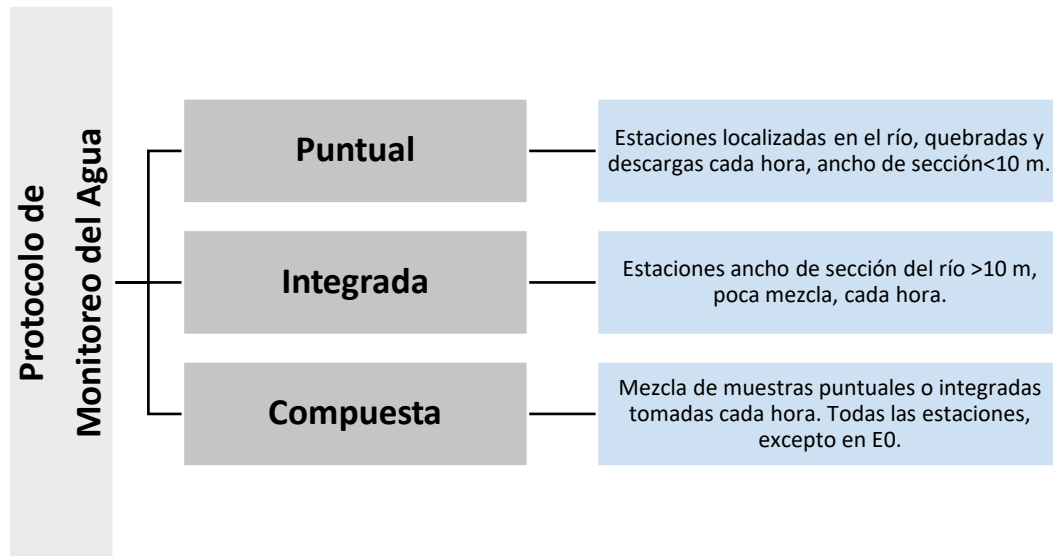 Protocolo de
Monitoreo del Agua
Puntual
Estaciones localizadas en el río, quebradas y
descargas cada hora, ancho de sección<10 m.
Integrada
Estaciones ancho de sección del río >10 m,
poca mezcla, cada hora.
Compuesta
Mezcla de muestras puntuales o integradas
tomadas cada hora. Todas las estaciones,
excepto en E0.